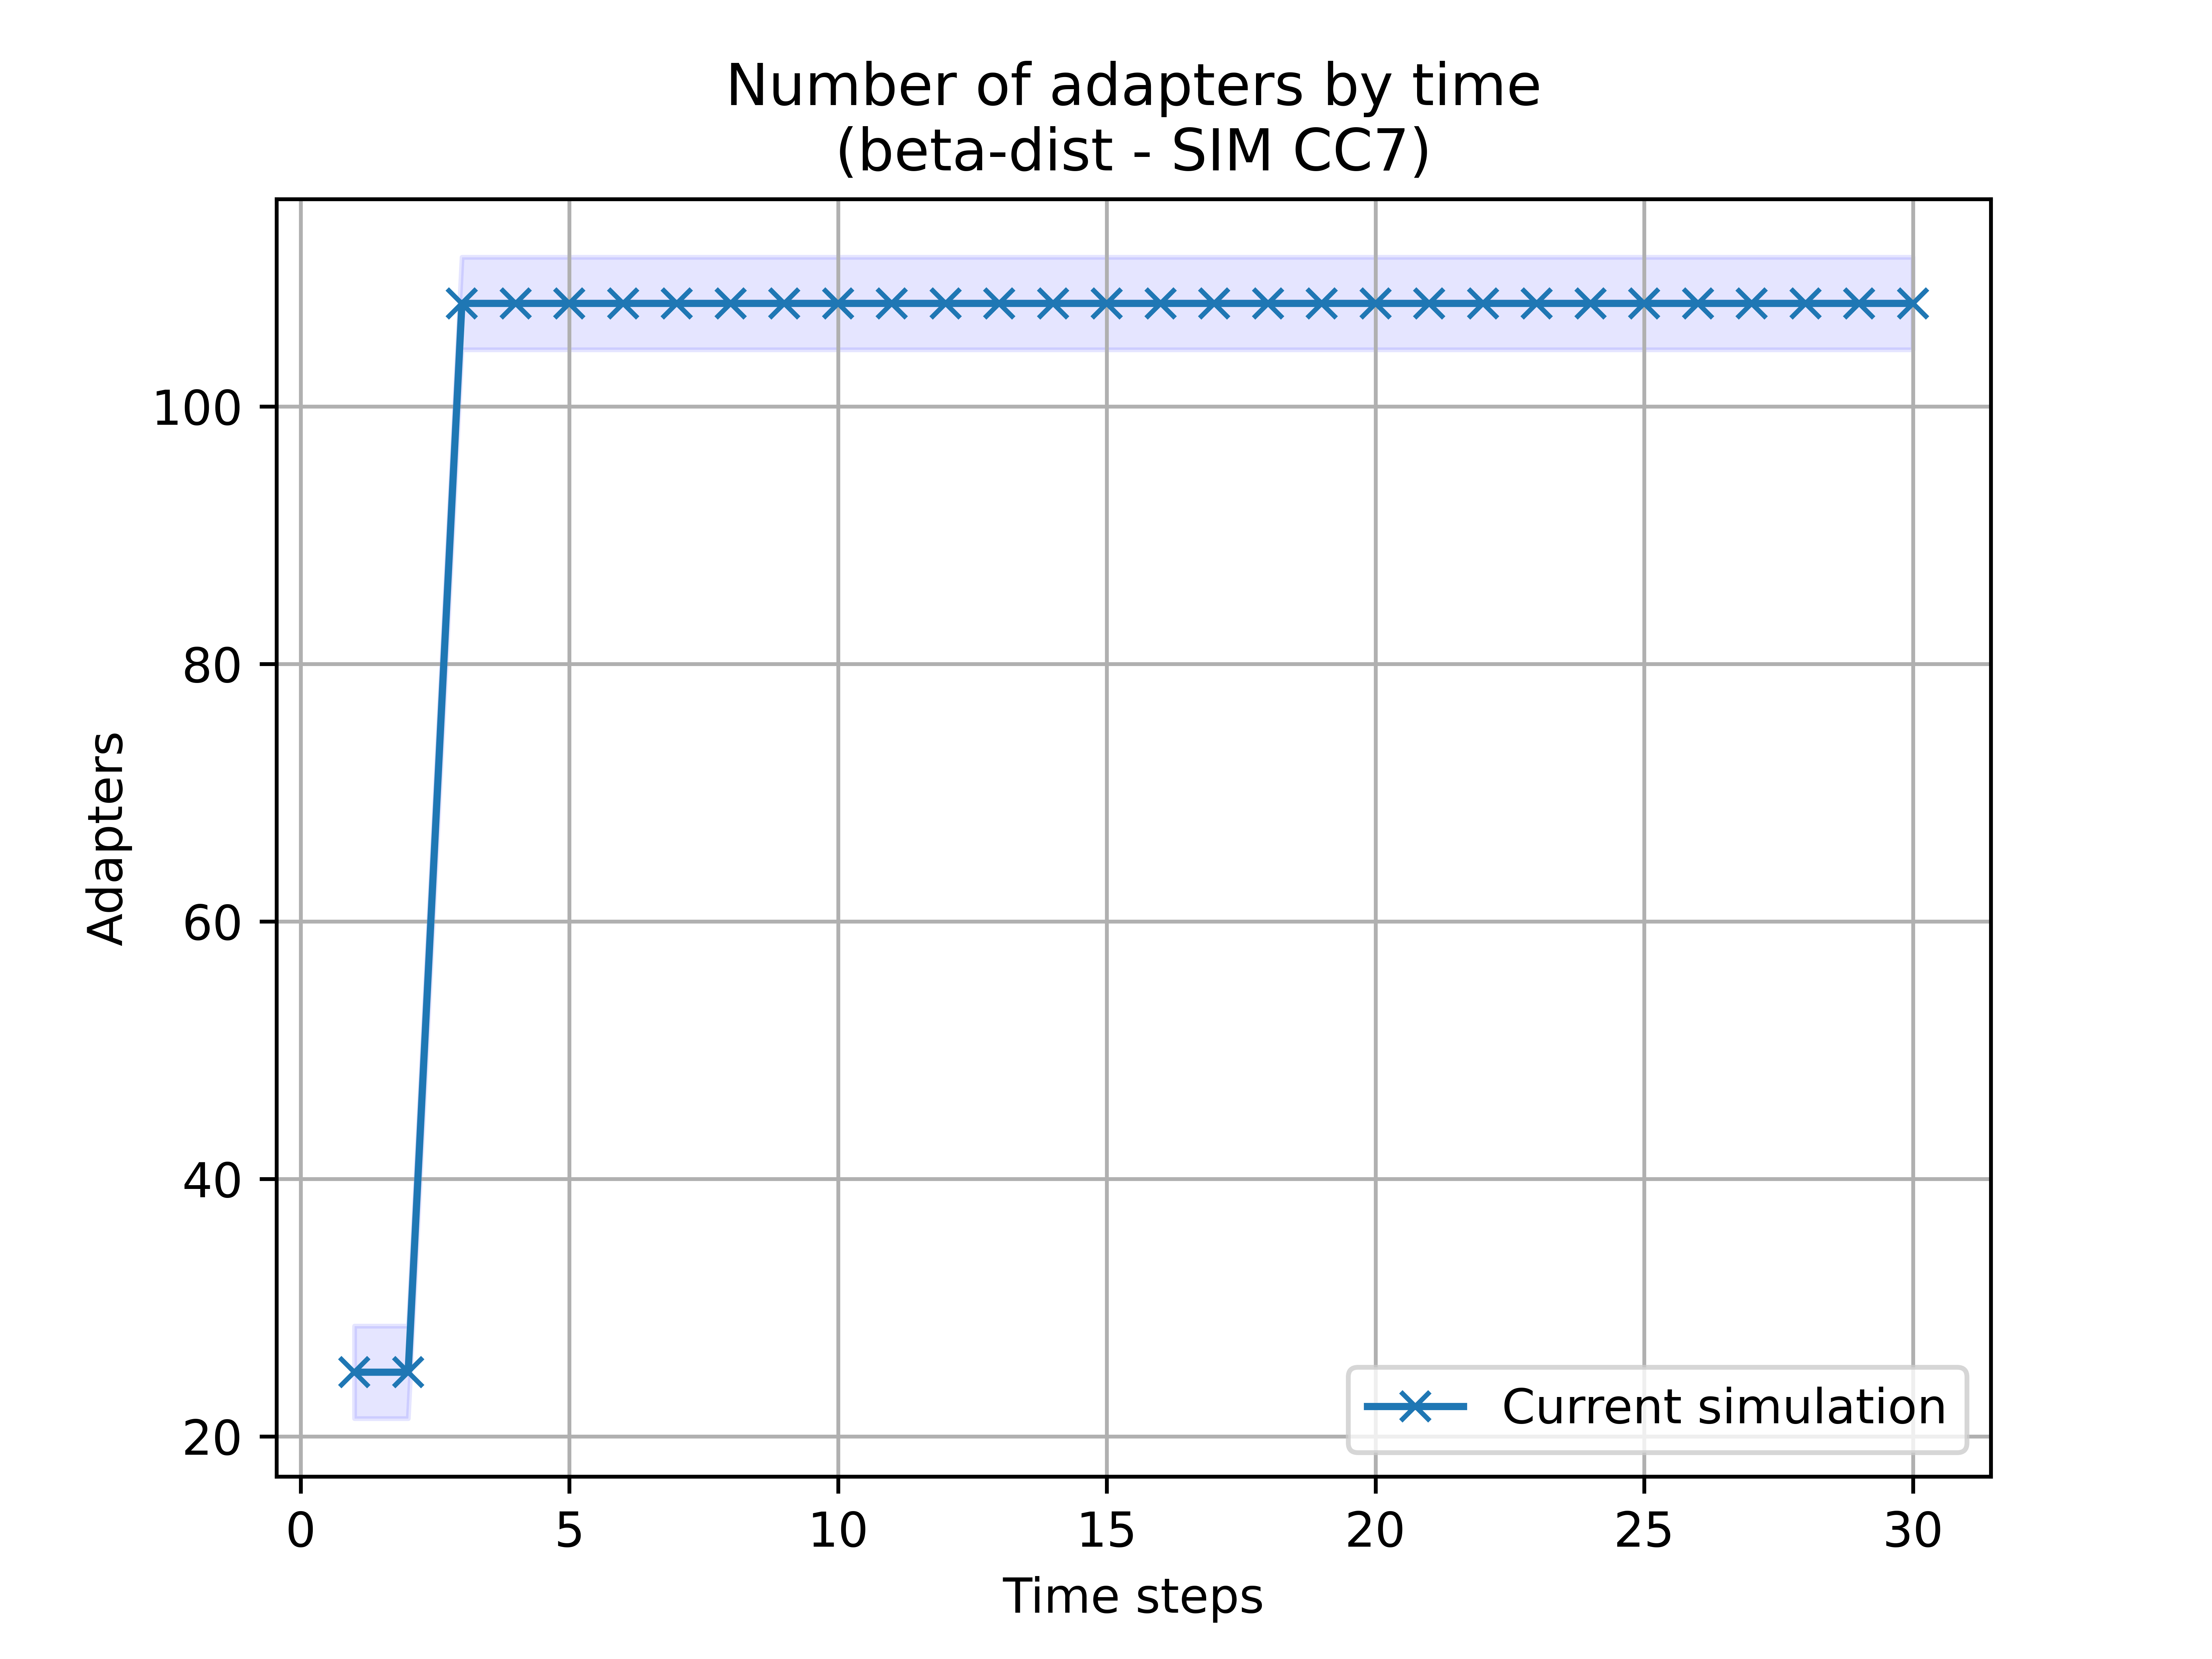 Number of adapters by time
(beta-dist - SIM CC7)
100
80
60
40
20
Adapters
Current simulation
0 5 10 15 20 25 30
Time steps